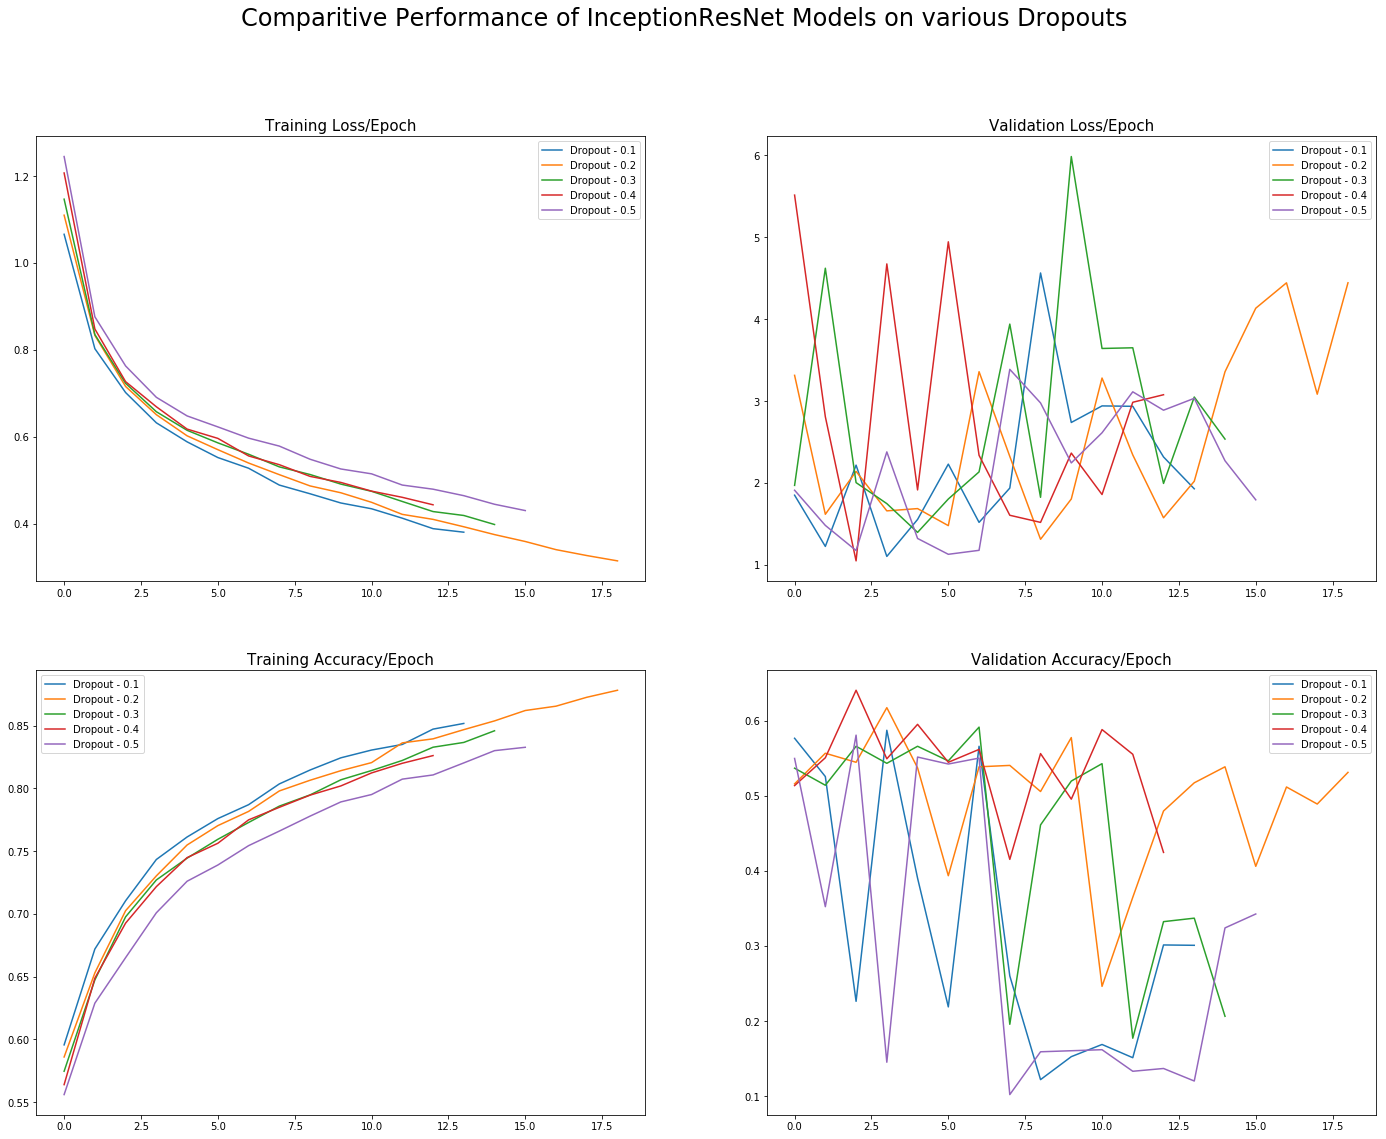 Comparitive Performance of InceptionResNet Models on various Dropouts
Training Loss/Epoch
Dropout - 0.1
Dropout - 0.2
Dropout - 0.3
Dropout - 0.4
Dropout - 0.5
1.2
1.0
0.8
0.6
0.4
0.0 2.5 5.0 7.5 10.0 12.5 15.0 17.5
Validation Loss/Epoch
Dropout - 0.1
Dropout - 0.2
Dropout - 0.3
Dropout - 0.4
Dropout - 0.5
6
5
4
3
2
1
0.0 2.5 5.0 7.5 10.0 12.5 15.0 17.5
Training Accuracy/Epoch
Dropout - 0.1
Dropout - 0.2
Dropout - 0.3
Dropout - 0.4
Dropout - 0.5
0.85
0.80
0.75
0.70
0.65
0.60
0.55
0.0 2.5 5.0 7.5 10.0 12.5 15.0 17.5
Validation Accuracy/Epoch
Dropout - 0.1
Dropout - 0.2
Dropout - 0.3
Dropout - 0.4
Dropout - 0.5
0.6
0.5
0.4
0.3
0.2
0.1
0.0 2.5 5.0 7.5 10.0 12.5 15.0 17.5